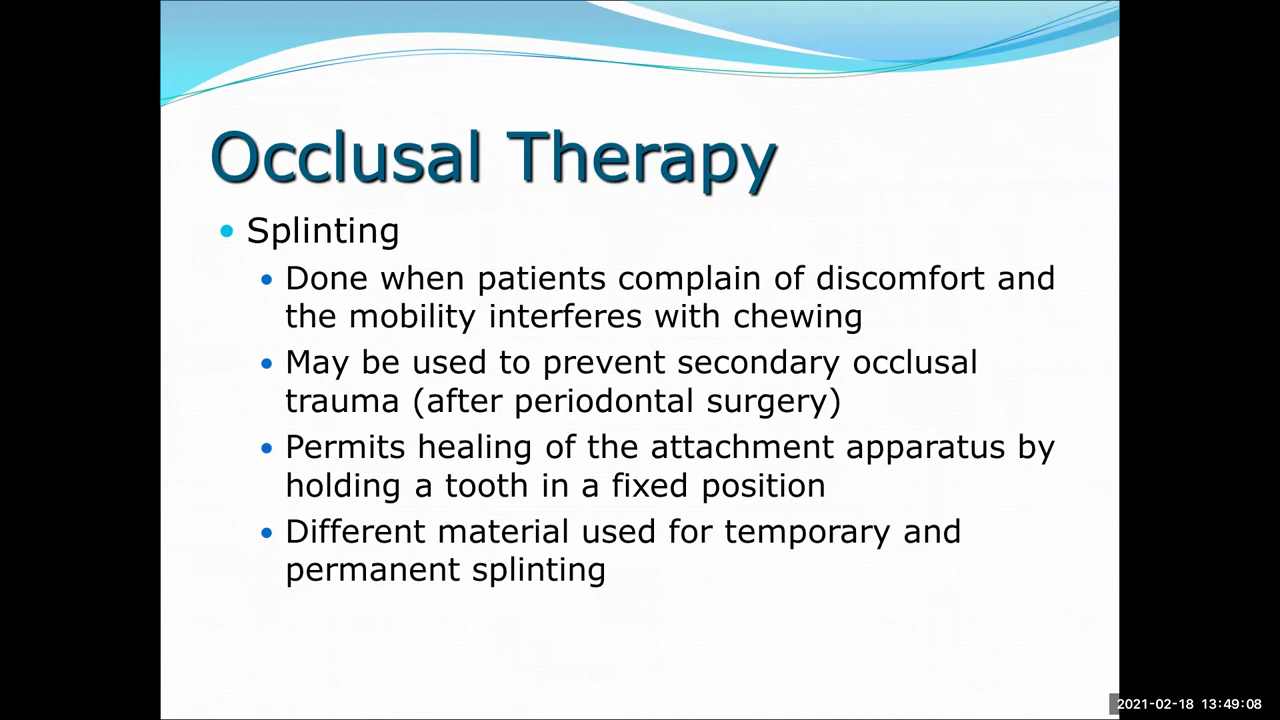 Occlusal Therapy
• Splinting
• Done when patients complain of discomfort and
the mobility interferes with chewing
• May be used to prevent secondary occlusal
trauma (after periodontal surgery)
• Permits healing of the attachment apparatus by
holding a tooth in a fixed position
• Different material used for temporary and
permanent splinting
2021-02-18 13:49:08